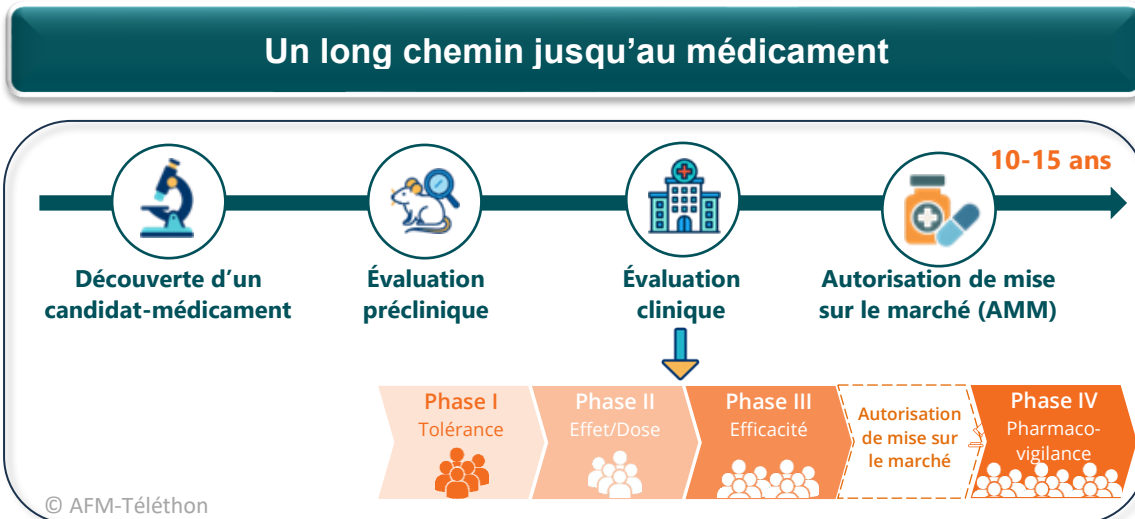 Un long chemin jusqu'au médicament
10-15 ans
Découverte d'un
candidat-médicament
Évaluation
préclinique
Évaluation
clinique
Autorisation de mise
sur le marché (AMM)
Phase I
Tolérance
Phase II
Effet/Dose
Phase III
Efficacité
Autorisation
de mise sur
le marché
Phase IV
Pharmaco-
vigilance
© AFM-Téléthon